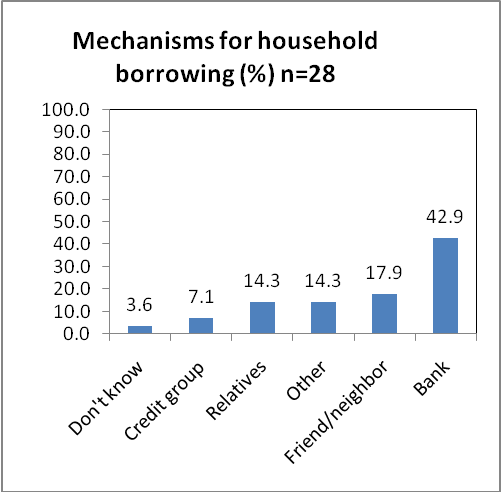 Mechanisms for household
borrowing (%) n=28
100.0
90.0
80.0
70.0
60.0
50.0
40.0
30.0
20.0
10.0
0.0
3.6
7.1
14.3
14.3
17.9
42.9
Don't know
Credit group
Relatives
Other
Friend/neighbor
Bank